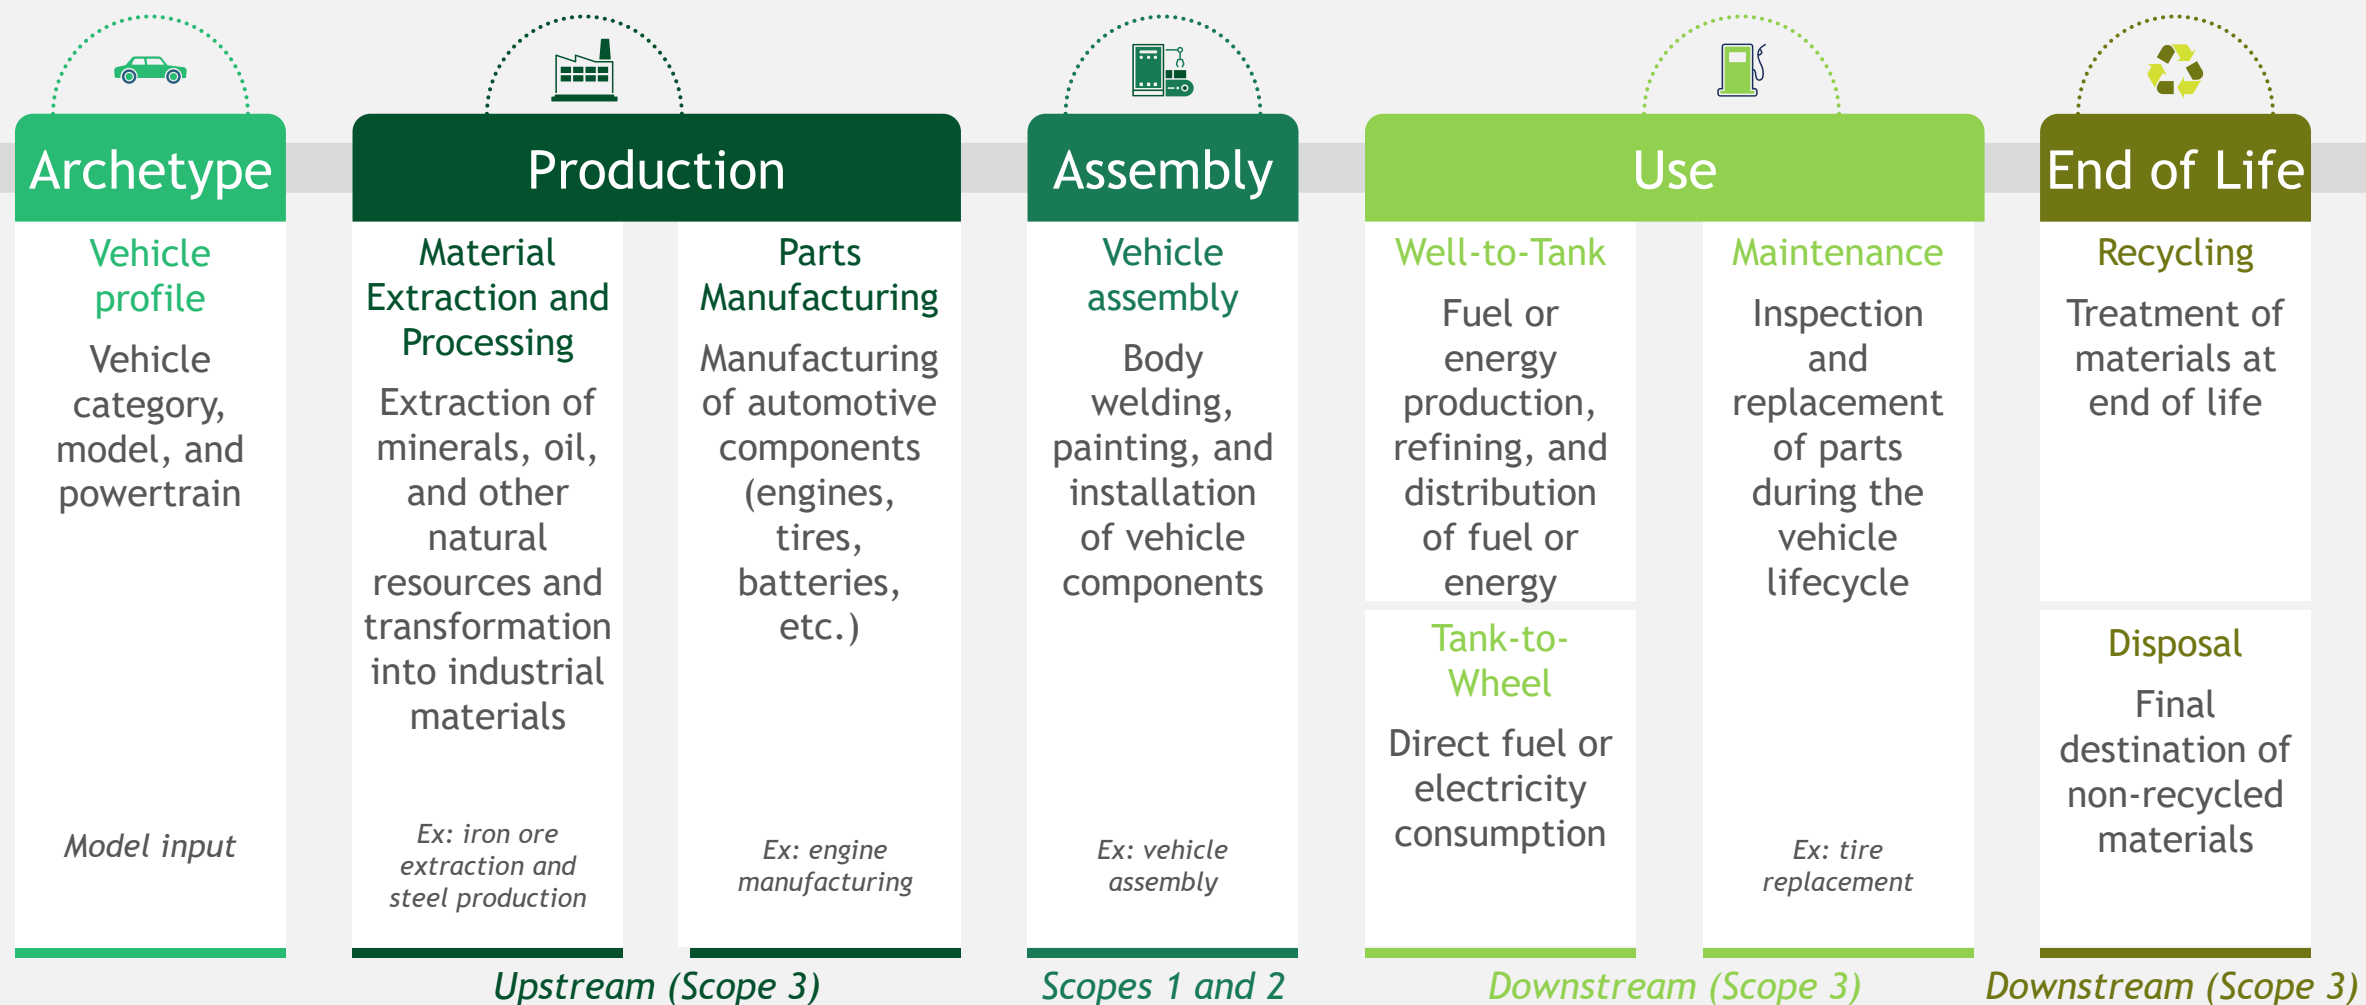 Archetype
Vehicle
profile
Vehicle
category,
model, and
powertrain
Model input
Production
Material
Extraction and
Processing
Extraction of
minerals, oil,
and other
natural
resources and
transformation
into industrial
materials
Ex: iron ore
extraction and
steel production
Parts
Manufacturing
Manufacturing
of automotive
components
(engines,
tires,
batteries,
etc.)
Ex: engine
manufacturing
Upstream (Scope 3)
Assembly
Vehicle
assembly
Body
welding,
painting, and
installation
of vehicle
components
Ex: vehicle
assembly
Scopes 1 and 2
Use
Well-to-Tank
Fuel or
energy
production,
refining, and
distribution
of fuel or
energy
Tank-to-
Wheel
Direct fuel or
electricity
consumption
Maintenance
Inspection
and
replacement
of parts
during the
vehicle
lifecycle
Ex: tire
replacement
Downstream (Scope 3)
End of Life
Recycling
Treatment of
materials at
end of life
Disposal
Final
destination of
non-recycled
materials
Downstream (Scope 3)